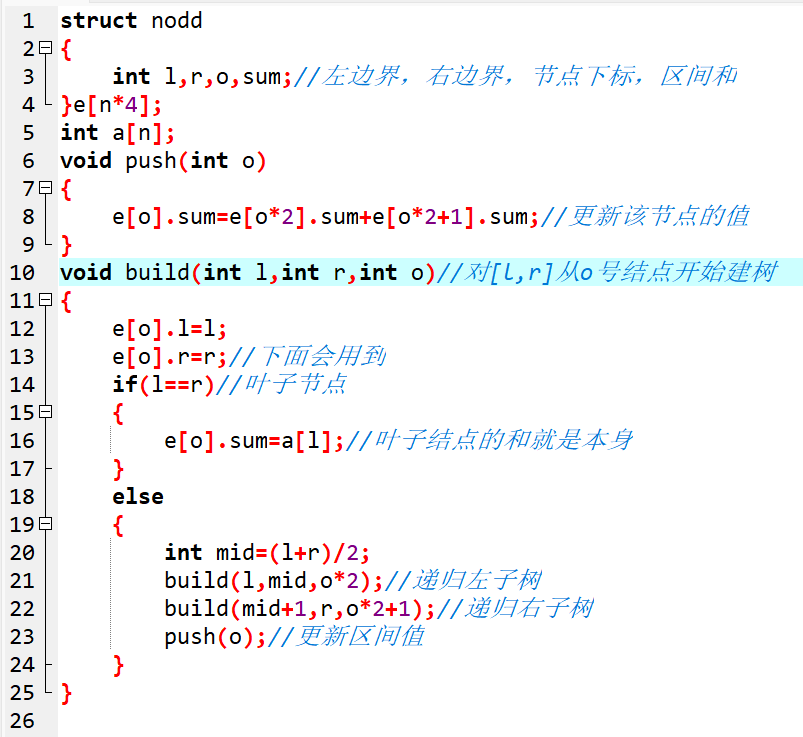 1 struct nodd
2 {
3 int l,r,o,sum;//左边界，右边界，节点下标，区间和
4 }e[n*4];
5 int a[n];
6 void push(int o)
7 {
8 e[o].sum=e[o*2].sum+e[o*2+1].sum;//更新该节点的值
9 }
10 void build(int l,int r,int o)//对[l,r]从o号结点开始建树
11 {
12 e[o].l=l;
13 e[o].r=r;//下面会用到
14 if(l==r)//叶子节点
15 {
16 e[o].sum=a[l];//叶子结点的和就是本身
17 }
18 else
19 {
20 int mid=(l+r)/2;
21 build(l,mid,o*2);//递归左子树
22 build(mid+1,r,o*2+1);//递归右子树
23 push(o);//更新区间值
24 }
25 }
26